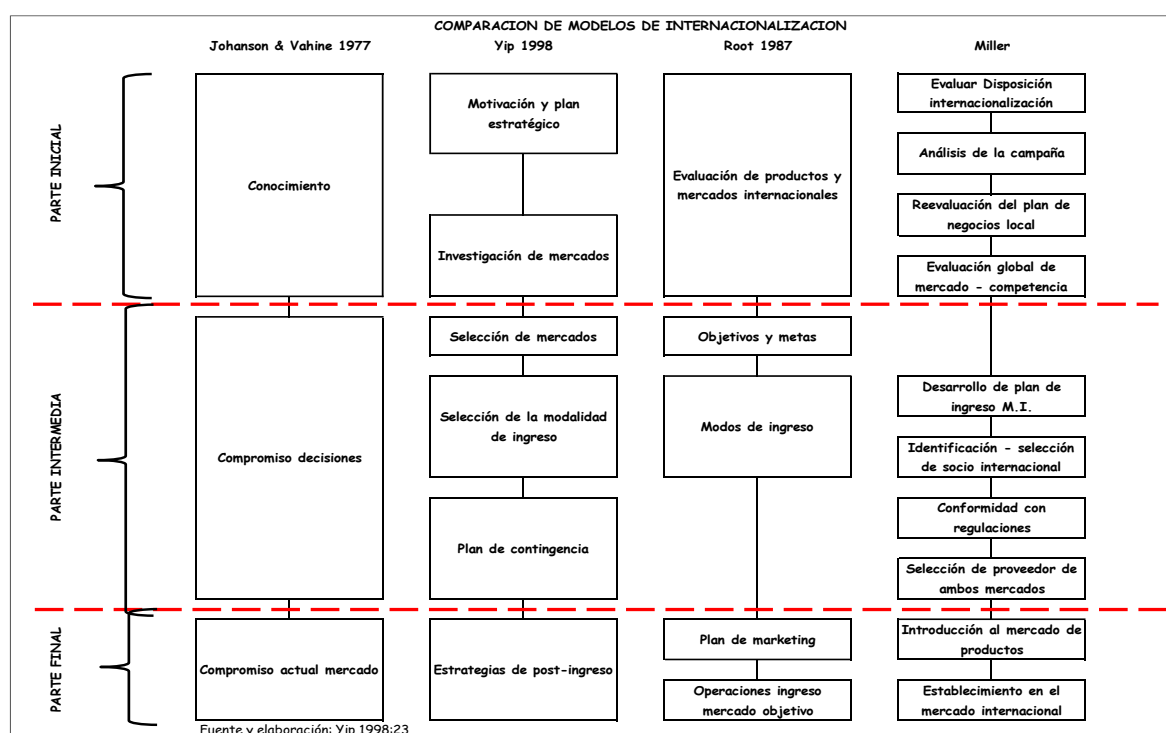 COMPARACION DE MODELOS DE INTERNACIONALIZACION
Johanson & Vahine 1977
Yip 1998
Root 1987
Miller
PARTE INICIAL
Conocimiento
Motivación y plan
estratégico
Investigación de mercados
Evaluación de productos y
mercados internacionales
Evaluar Disposición
internacionalización
Análisis de la campaña
Reevaluación del plan de
negocios local
Evaluación global de
mercado - competencia
PARTE INTERMEDIA
Compromiso decisiones
Selección de mercados
Selección de la modalidad
de ingreso
Plan de contingencia
Objetivos y metas
Modos de ingreso
Desarrollo de plan de
ingreso M.I.
Identificación - selección
de socio internacional
Conformidad con
regulaciones
Selección de proveedor de
ambos mercados
PARTE FINAL
Compromiso actual mercado
Estrategias de post-ingreso
Plan de marketing
Operaciones ingreso
mercado objetivo
Introducción al mercado de
productos
Establecimiento en el
mercado internacional
Fuente y elaboración: Yip 1998:23